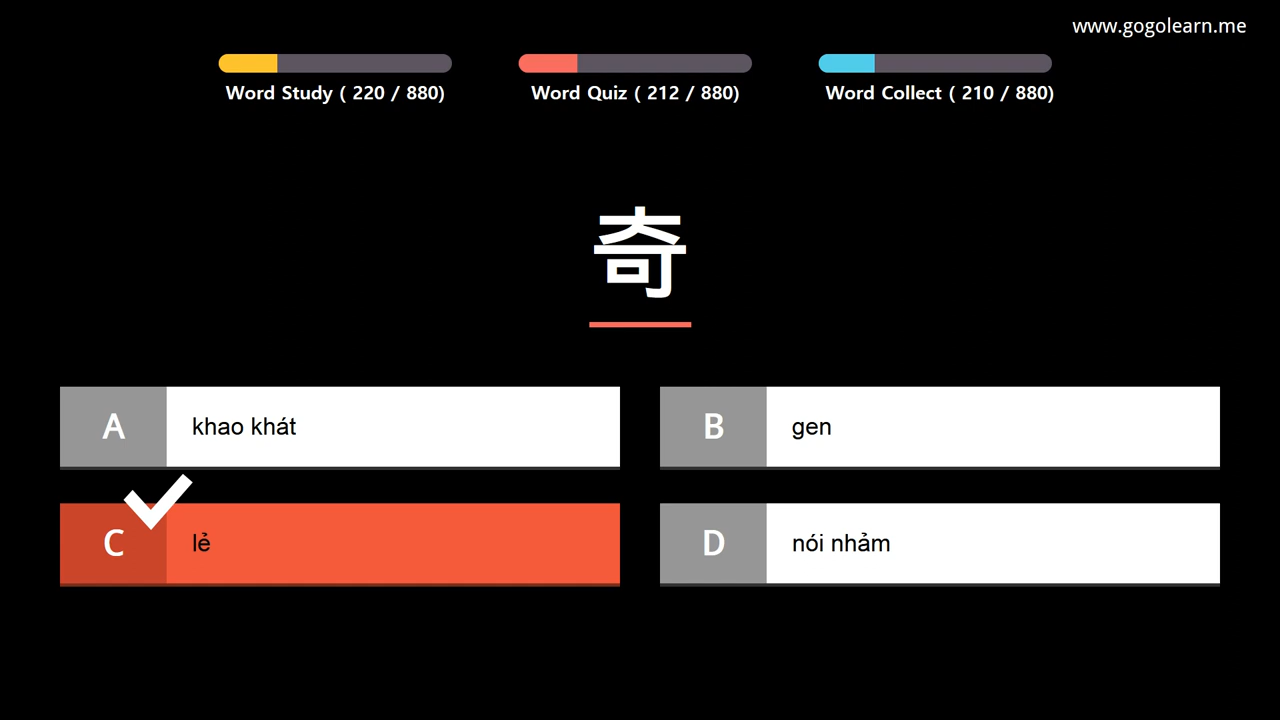 www.gogolearn.me
Word Study ( 220 / 880)
Word Quiz ( 212 / 880)
Word Collect ( 210 / 880)
奇
A khao khát
B gen
C lẻ
D nói nhảm